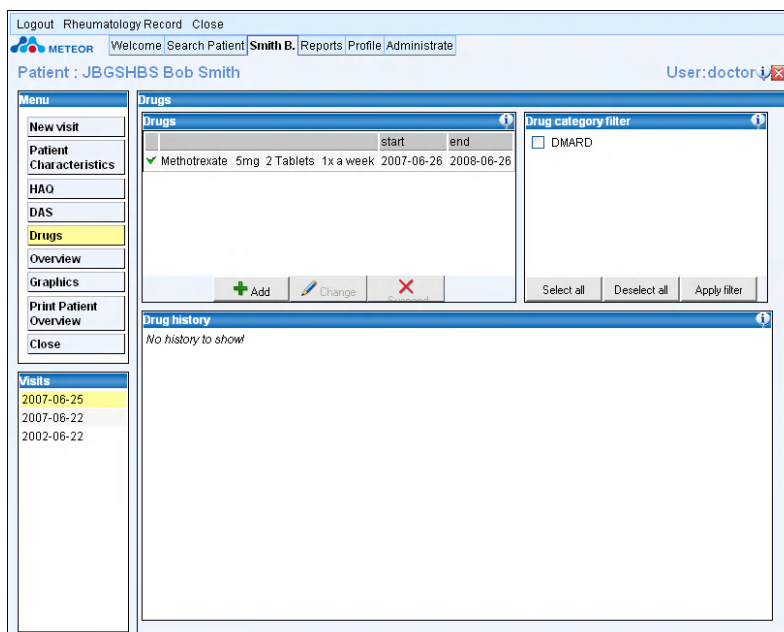 Logout Rheumatology Record Close
METEOR Welcome Search Patient Smith B. Reports Profile Administrate
Patient : JBGSHBS Bob Smith
User:doctor
Menu
New visit
Patient
Characteristics
HAQ
DAS
Drugs
Overview
Graphics
Print Patient
Overview
Close
Visits
2007-06-25
2007-06-22
2002-06-22
Drugs
Drugs
start end
Methotrexate 5mg 2 Tablets 1x a week 2007-06-26 2008-06-26
Add Change
Drug category filter
DMARD
Select all Deselect all Apply filter
Drug history
No history to show!